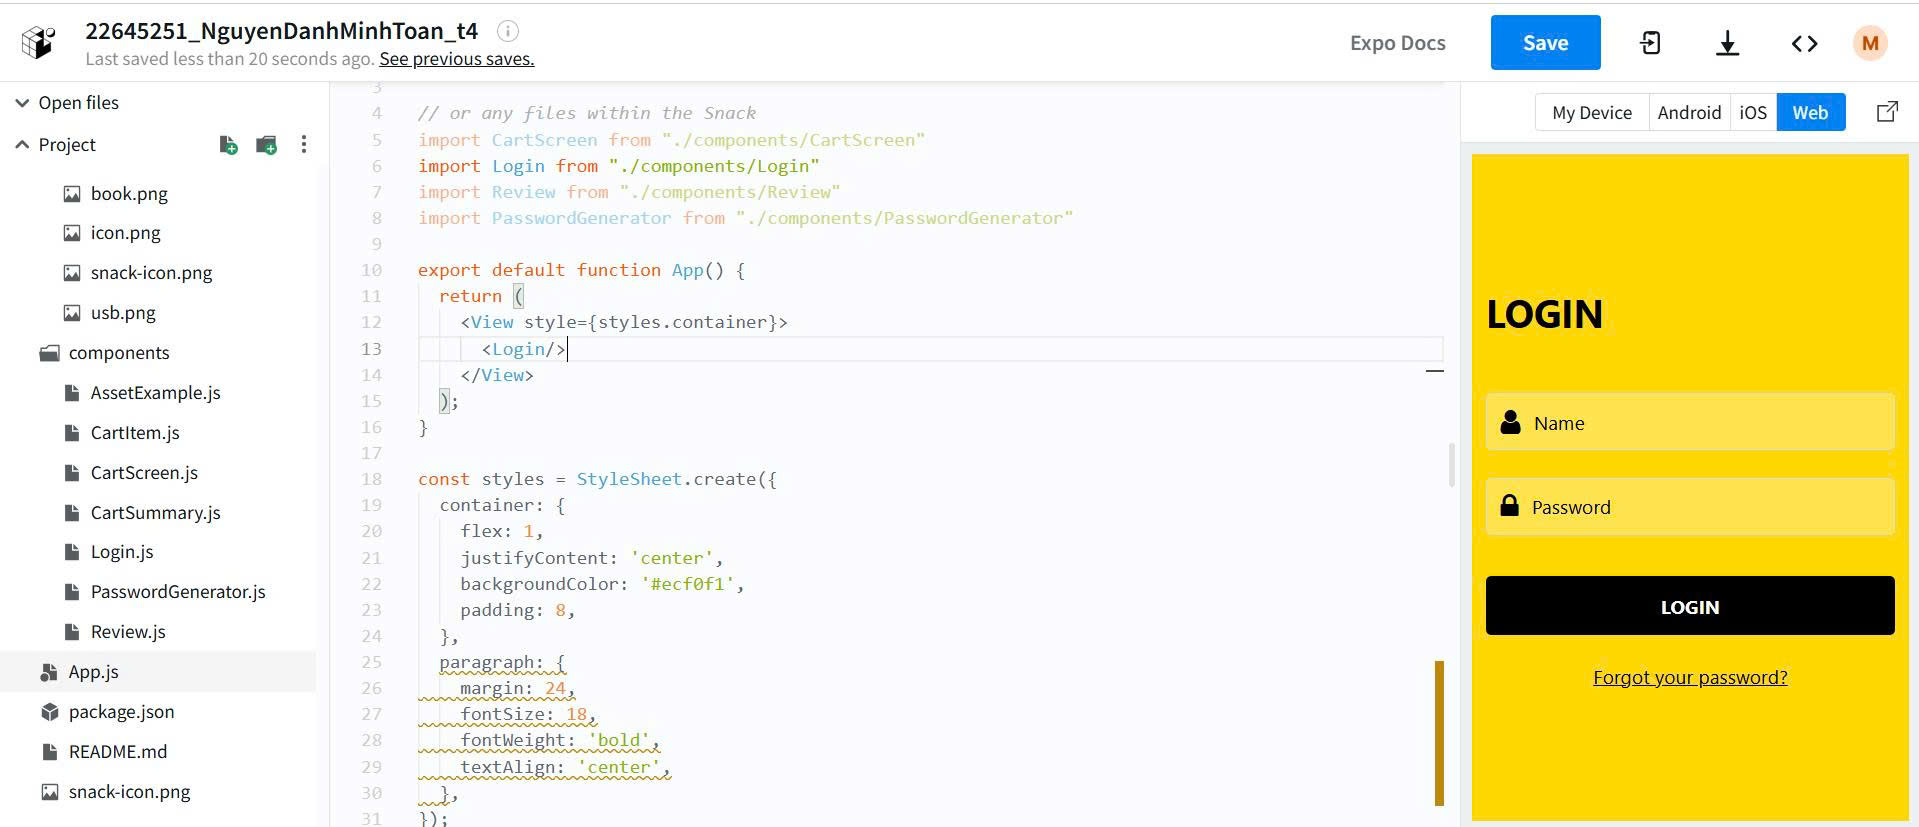 22645251_NguyenDanhMinhToan_t4
Last saved less than 20 seconds ago. See previous saves.
Expo Docs
Save
M
Open files
Project
book.png
icon.png
snack-icon.png
usb.png
components
AssetExample.js
CartItem.js
CartScreen.js
CartSummary.js
Login.js
PasswordGenerator.js
Review.js
App.js
package.json
README.md
snack-icon.png
3
4 // or any files within the Snack
5 import CartScreen from "./components/CartScreen"
6 import Login from "./components/Login"
7 import Review from "./components/Review"
8 import PasswordGenerator from "./components/PasswordGenerator"
9
10 export default function App() {
11 return (
12 <View style={styles.container}>
13 <Login/>
14 </View>
15 );
16 }
17
18 const styles = StyleSheet.create({
19 container: {
20 flex: 1,
21 justifyContent: 'center',
22 backgroundColor: '#ecf0f1',
23 padding: 8,
24 },
25 paragraph: {
26 margin: 24,
27 fontSize: 18,
28 fontWeight: 'bold',
29 textAlign: 'center',
30 },
31 });
My Device Android iOS Web
LOGIN
Name
Password
LOGIN
Forgot your password?